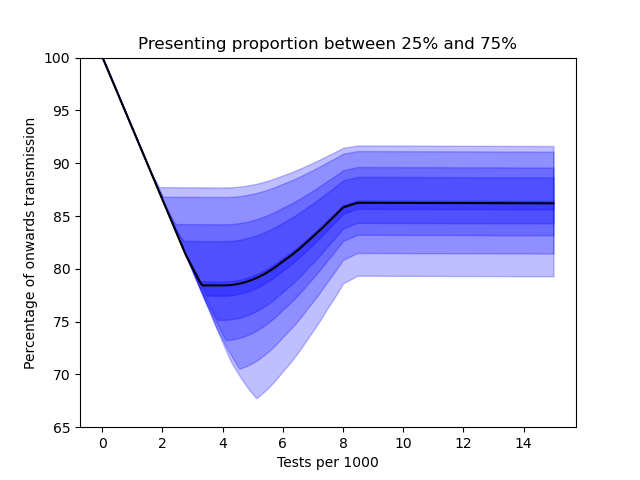 Presenting proportion between 25% and 75%
100
95
90
85
80
75
70
65
Percentage of onwards transmission
0 2 4 6 8 10 12 14
Tests per 1000